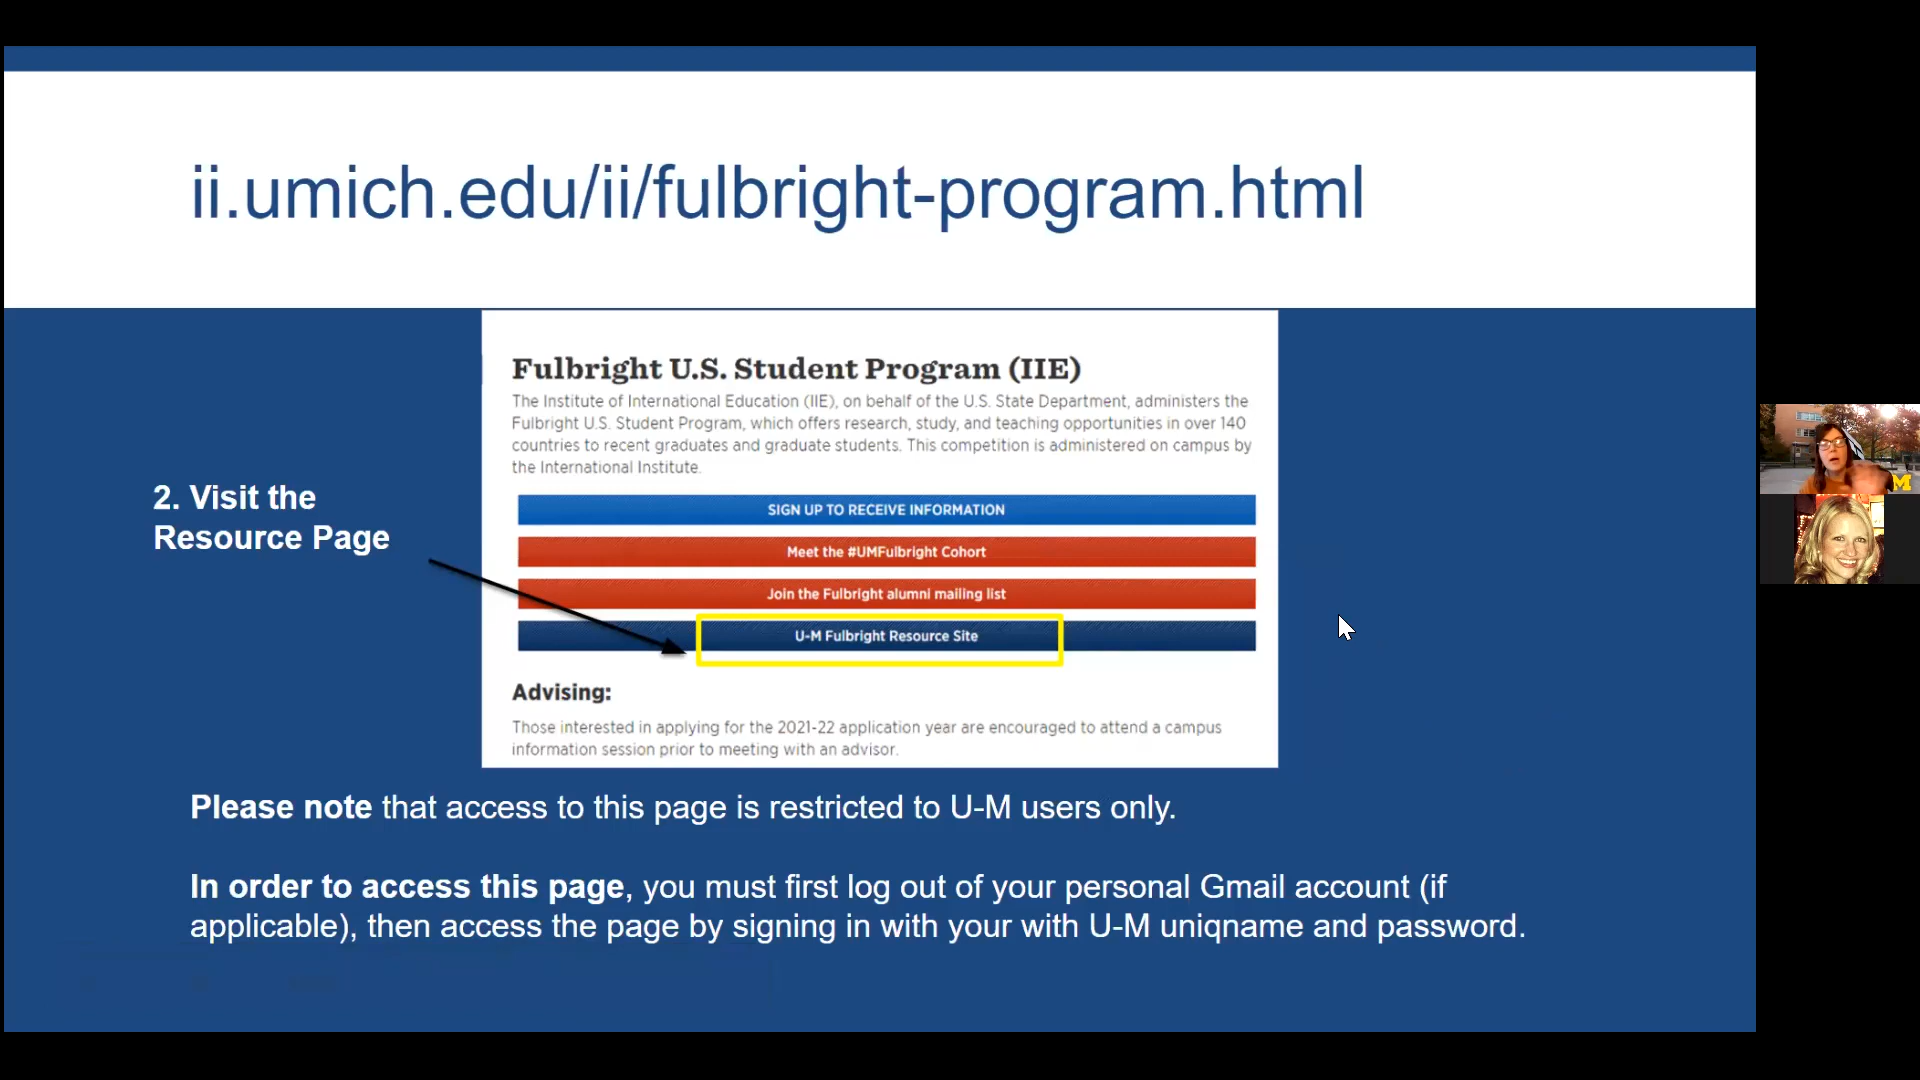 ii.umich.edu/ii/fulbright-program.html
Fulbright U.S. Student Program (IIE)
The Institute of International Education (IIE), on behalf of the U.S. State Department, administers the
Fulbright U.S. Student Program, which offers research, study, and teaching opportunities in over 140
countries to recent graduates and graduate students. This competition is administered on campus by
the International Institute.
2. Visit the
Resource Page
SIGN UP TO RECEIVE INFORMATION
Meet the #UMFulbright Cohort
Join the Fulbright alumni mailing list
U-M Fulbright Resource Site
Advising:
Those interested in applying for the 2021-22 application year are encouraged to attend a campus
information session prior to meeting with an advisor.
Please note that access to this page is restricted to U-M users only.
In order to access this page, you must first log out of your personal Gmail account (if
applicable), then access the page by signing in with your with U-M uniqname and password.
M